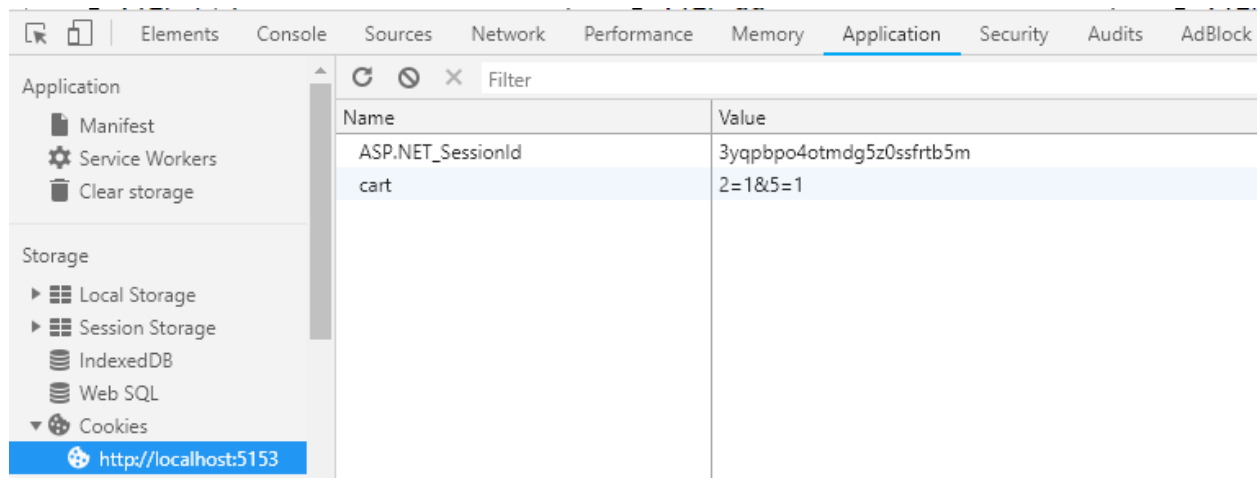 Elements Console Sources Network Performance Memory Application Security Audits AdBlock
Application
Manifest
Service Workers
Clear storage
Storage
Local Storage
Session Storage
IndexedDB
Web SQL
Cookies
http://localhost:5153
Filter
Name Value
ASP.NET_SessionId 3yqpbpo4otmdg5z0ssfrtb5m
cart 2=1&5=1